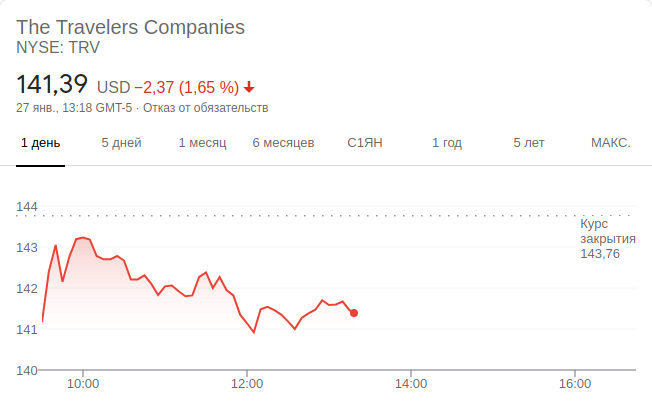 The Travelers Companies
NYSE: TRV
141,39 USD −2,37 (1,65 %)
27 янв., 13:18 GMT-5 · Отказ от обязательств
1 день 5 дней 1 месяц 6 месяцев С1ЯН 1 год 5 лет МАКС.
144
Курс
закрытия
143,76
143
142
141
140
10:00 12:00 14:00 16:00